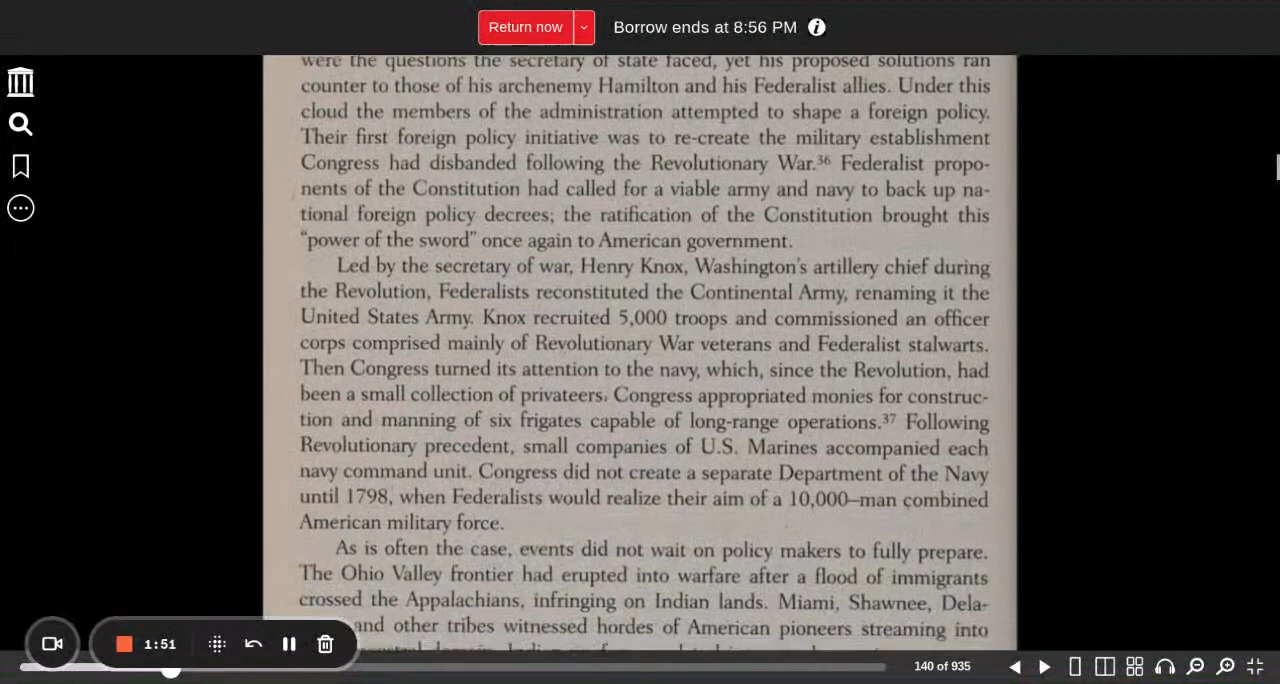 Return now
Borrow ends at 8:56 PM
were the questions the secretary of state faced, yet his proposed solutions ran
counter to those of his archenemy Hamilton and his Federalist allies. Under this
cloud the members of the administration attempted to shape a foreign policy.
Their first foreign policy initiative was to re-create the military establishment
Congress had disbanded following the Revolutionary War.³⁶ Federalist propo-
nents of the Constitution had called for a viable army and navy to back up na-
tional foreign policy decrees; the ratification of the Constitution brought this
“power of the sword” once again to American government.
Led by the secretary of war, Henry Knox, Washington’s artillery chief during
the Revolution, Federalists reconstituted the Continental Army, renaming it the
United States Army. Knox recruited 5,000 troops and commissioned an officer
corps comprised mainly of Revolutionary War veterans and Federalist stalwarts.
Then Congress turned its attention to the navy, which, since the Revolution, had
been a small collection of privateers. Congress appropriated monies for construc-
tion and manning of six frigates capable of long-range operations.³⁷ Following
Revolutionary precedent, small companies of U.S. Marines accompanied each
navy command unit. Congress did not create a separate Department of the Navy
until 1798, when Federalists would realize their aim of a 10,000–man combined
American military force.
As is often the case, events did not wait on policy makers to fully prepare.
The Ohio Valley frontier had erupted into warfare after a flood of immigrants
crossed the Appalachians, infringing on Indian lands. Miami, Shawnee, Dela-
and other tribes witnessed hordes of American pioneers streaming into
1:51
140 of 935